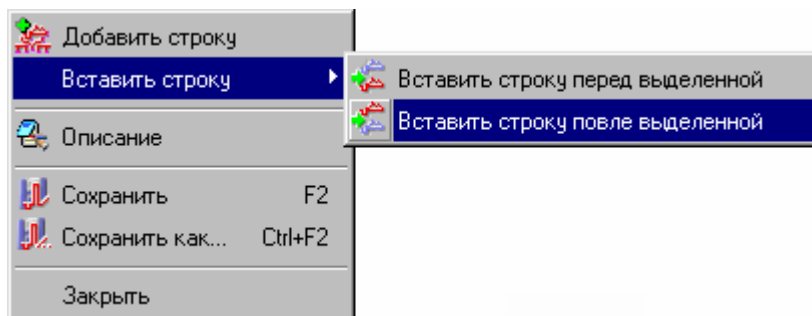 Добавить строку
Вставить строку
Вставить строку перед выделенной
Вставить строку повле выделенной
Описание
Сохранить F2
Сохранить как... Ctrl+F2
Закрыть